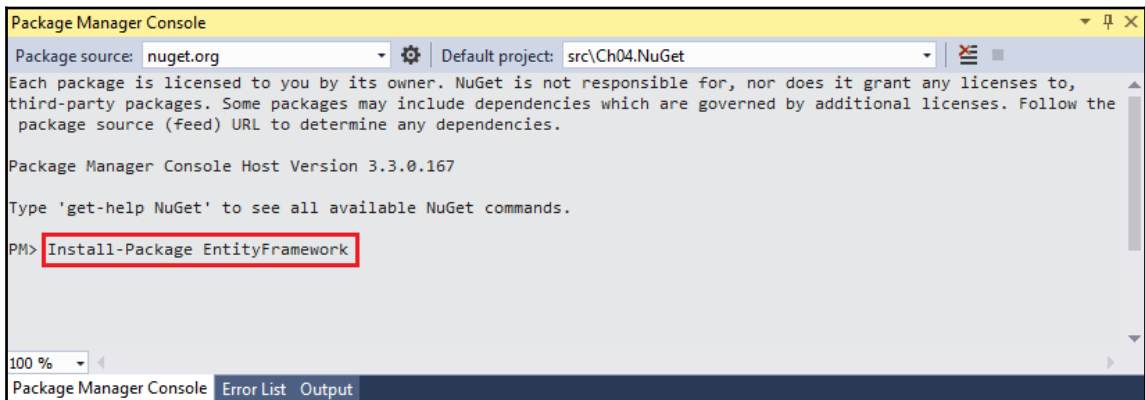 Package Manager Console
Package source: nuget.org Default project: src\Ch04.NuGet
Each package is licensed to you by its owner. NuGet is not responsible for, nor does it grant any licenses to,
third-party packages. Some packages may include dependencies which are governed by additional licenses. Follow the
package source (feed) URL to determine any dependencies.
Package Manager Console Host Version 3.3.0.167
Type 'get-help NuGet' to see all available NuGet commands.
PM> Install-Package EntityFramework
100 %
Package Manager Console Error List Output